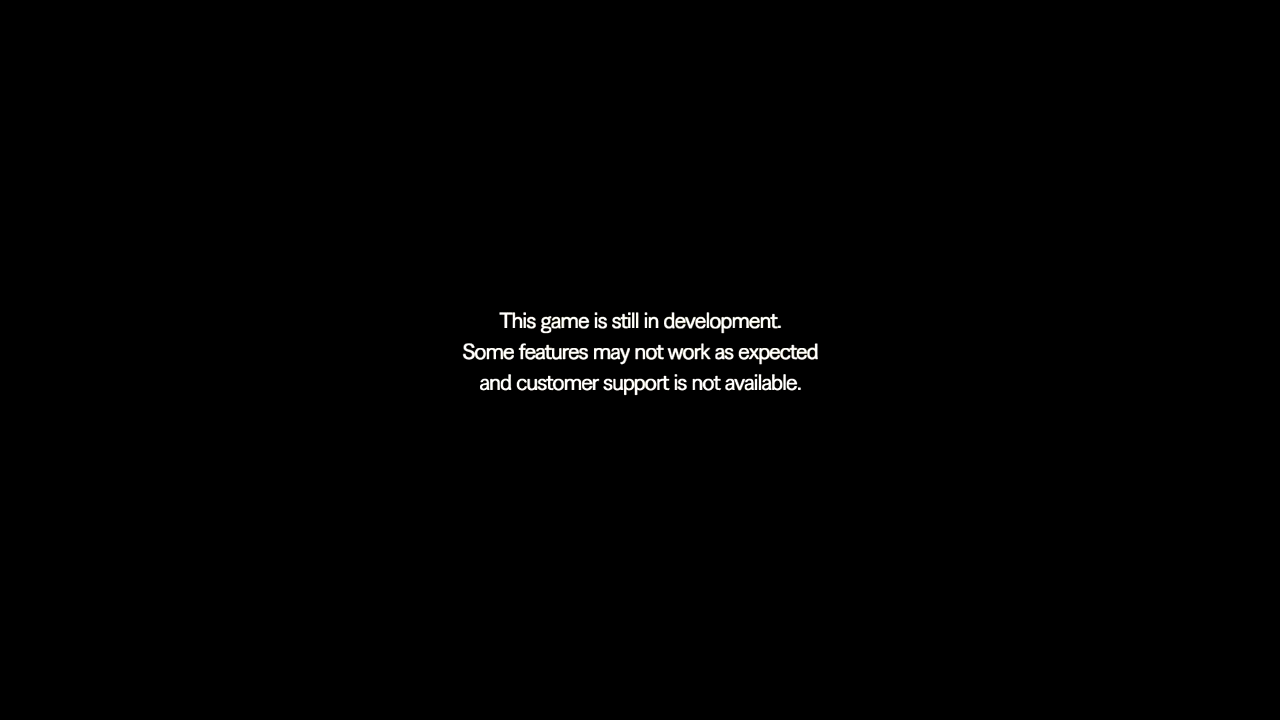 This game is still in development.
Some features may not work as expected
and customer support is not available.